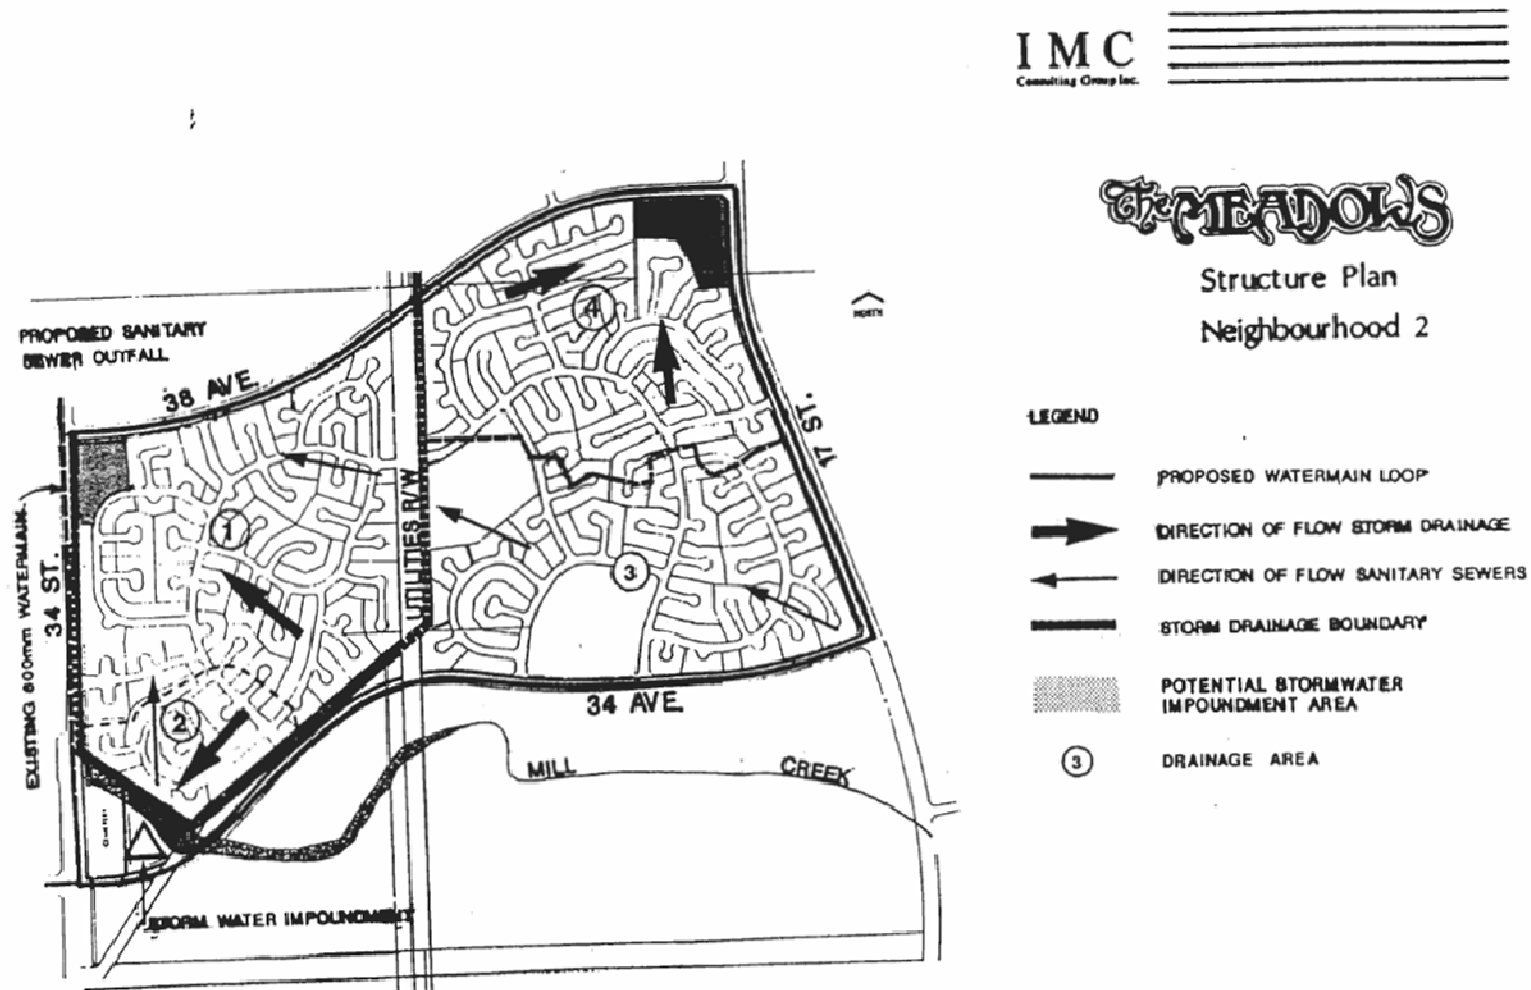 IMC
Consulting Group Inc.
The MEADOWS
Structure Plan
Neighbourhood 2
LEGEND
PROPOSED WATERMAIN LOOP
DIRECTION OF FLOW STORM DRAINAGE
DIRECTION OF FLOW SANITARY SEWERS
STORM DRAINAGE BOUNDARY
POTENTIAL STORMWATER
IMPOUNDMENT AREA
3
DRAINAGE AREA
NORTH
PROPOSED SANITARY
SEWER OUTFALL
38 AVE.
17 ST.
34 ST.
EXISTING 600mm WATERMAIN
UTILITIES R/W
4
1
3
2
34 AVE.
MILL CREEK
STORM WATER IMPOUNDMENT